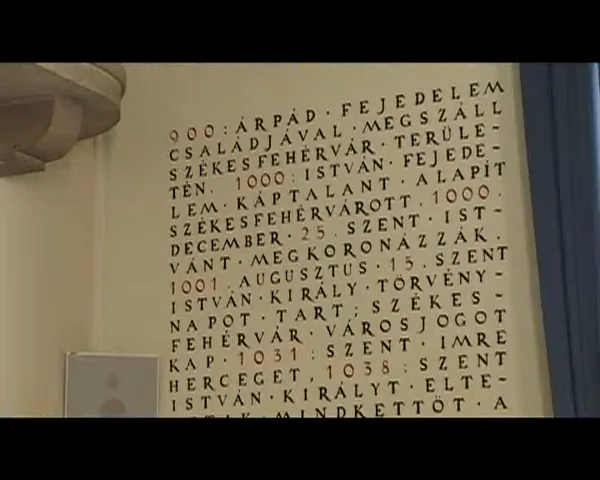 900: ÁRPÁD · FEJEDELEM
CSALÁDJÁVAL · MEGSZÁLL
SZÉKESFEHÉRVÁR · TERÜLE-
TÉN. 1000: ISTVÁN · FEJEDE-
LEM · KÁPTALANT · ALAPÍT
SZÉKESFEHÉRVÁROTT. 1000.
DECEMBER · 25. SZENT · IST-
VÁNT · MEGKORONÁZZÁK.
1001. AUGUSZTUS · 15. SZENT
ISTVÁN · KIRÁLY · TÖRVÉNY-
NAPOT · TART; SZÉKES-
FEHÉRVÁR · VÁROSJOGOT
KAP · 1031: SZENT · IMRE
HERCEGET, 1038: SZENT
ISTVÁN · KIRÁLYT · ELTE-
MINDKETTŐT · A